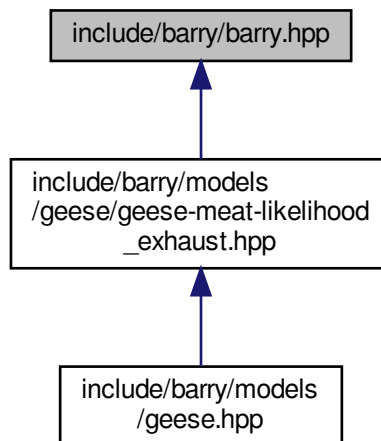 include/barry/barry.hpp
include/barry/models
/geese/geese-meat-likelihood
_exhaust.hpp
include/barry/models
/geese.hpp